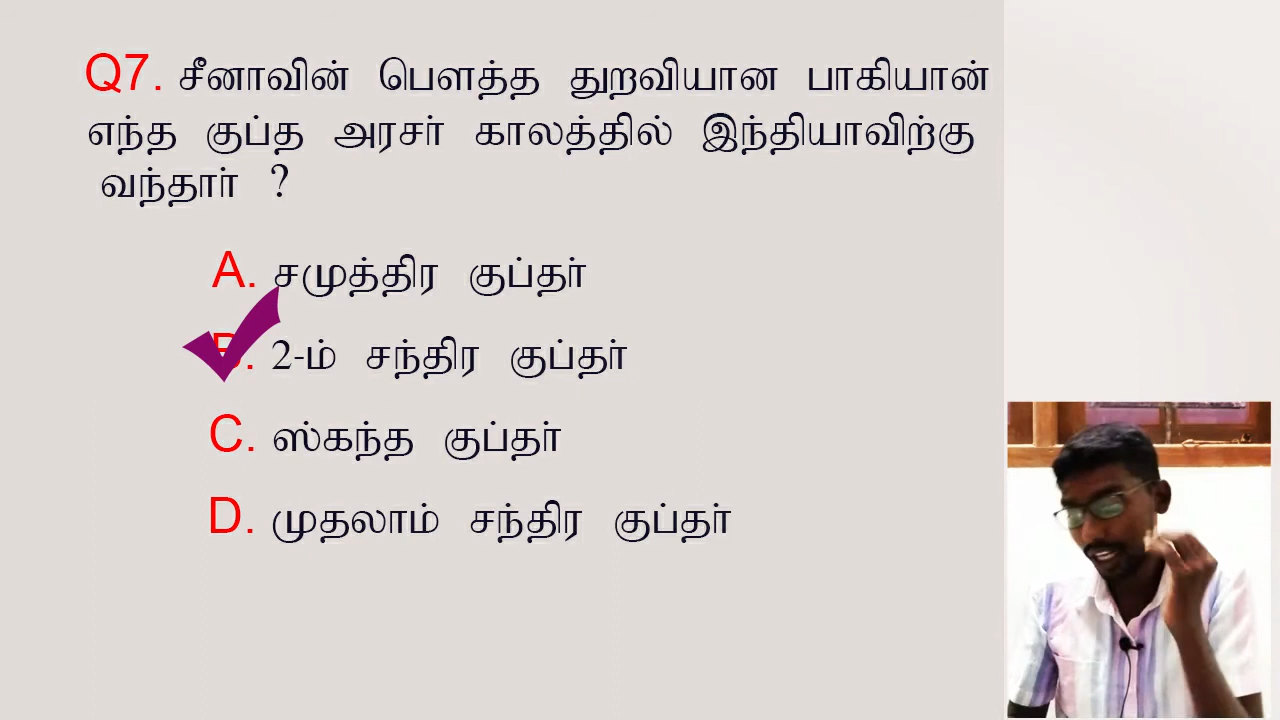 Q7. சீனாவின் பௌத்த துறவியான பாகியான்
எந்த குப்த அரசர் காலத்தில் இந்தியாவிற்கு
வந்தார் ?
A. சமுத்திர குப்தர்
B. 2-ம் சந்திர குப்தர்
C. ஸ்கந்த குப்தர்
D. முதலாம் சந்திர குப்தர்